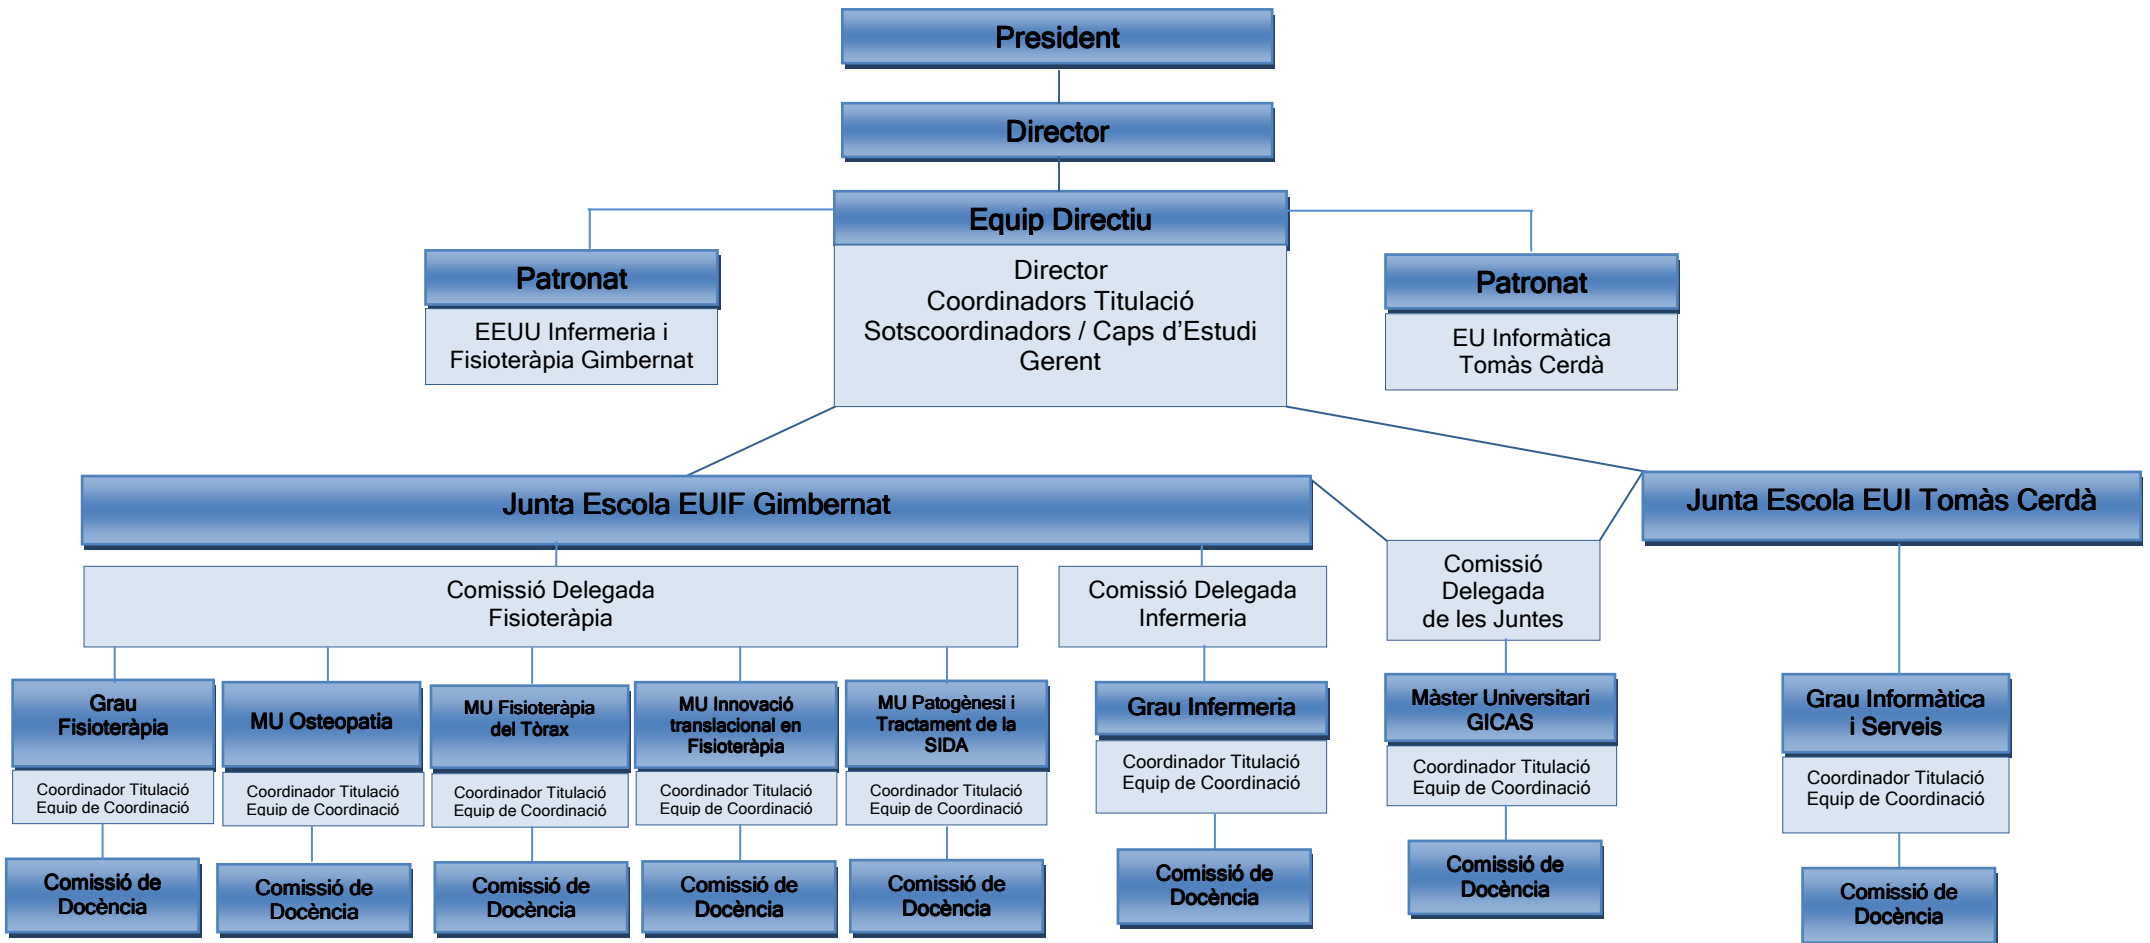 President
Director
Equip Directiu
Director
Coordinadors Titulació
Sotscoordinadors / Caps d’Estudi
Gerent
Patronat
EEUU Infermeria i
Fisioteràpia Gimbernat
Patronat
EU Informàtica
Tomàs Cerdà
Junta Escola EUIF Gimbernat
Junta Escola EUI Tomàs Cerdà
Comissió Delegada
Fisioteràpia
Comissió Delegada
Infermeria
Comissió
Delegada
de les Juntes
Grau
Fisioteràpia
Coordinador Titulació
Equip de Coordinació
MU Osteopatia
Coordinador Titulació
Equip de Coordinació
MU Fisioteràpia
del Tòrax
Coordinador Titulació
Equip de Coordinació
MU Innovació
translacional en
Fisioteràpia
Coordinador Titulació
Equip de Coordinació
MU Patogènesi i
Tractament de la
SIDA
Coordinador Titulació
Equip de Coordinació
Grau Infermeria
Coordinador Titulació
Equip de Coordinació
Màster Universitari
GICAS
Coordinador Titulació
Equip de Coordinació
Grau Informàtica
i Serveis
Coordinador Titulació
Equip de Coordinació
Comissió de
Docència
Comissió de
Docència
Comissió de
Docència
Comissió de
Docència
Comissió de
Docència
Comissió de
Docència
Comissió de
Docència
Comissió de
Docència